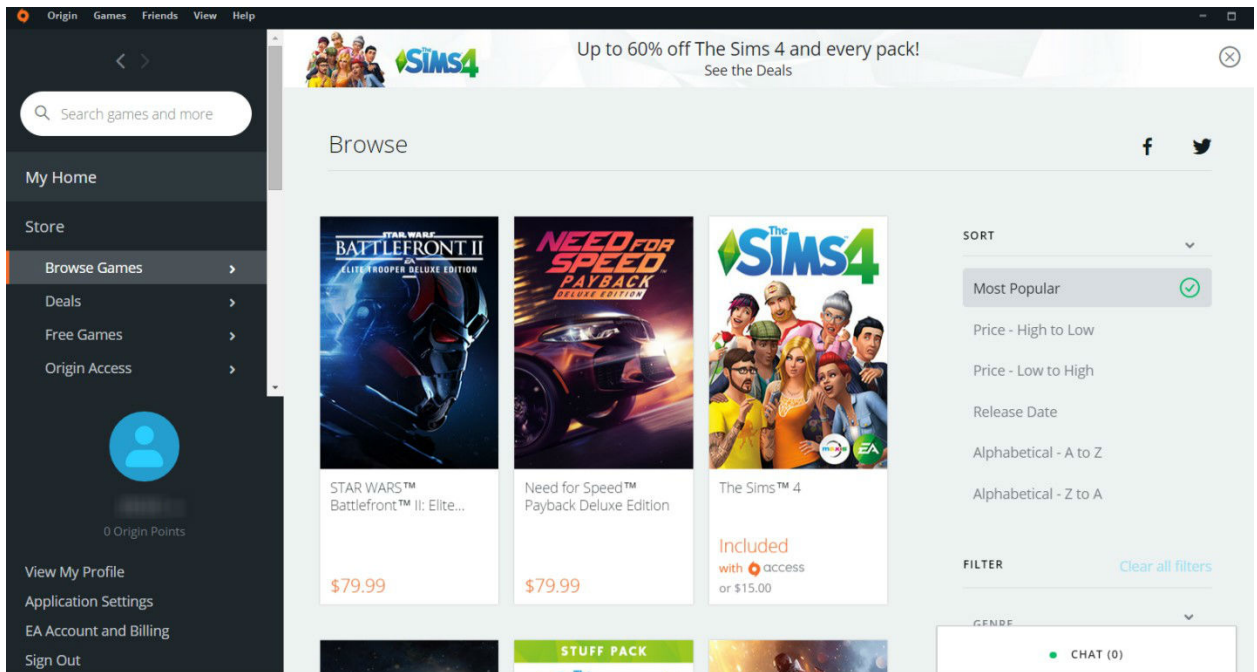 Origin Games Friends View Help
Search games and more
My Home
Store
Browse Games
Deals
Free Games
Origin Access
0 Origin Points
View My Profile
Application Settings
EA Account and Billing
Sign Out
The SiMS4
Up to 60% off The Sims 4 and every pack!
See the Deals
Browse
STAR WARS
BATTLEFRONT II
EA
ELITE TROOPER DELUXE EDITION
STAR WARS™
Battlefront™ II: Elite...
$79.99
NEED FOR
SPEED
PAYBACK
DELUXE EDITION
Need for Speed™
Payback Deluxe Edition
$79.99
The
SiMS4
maxis EA
The Sims™ 4
Included
with access
or $15.00
STUFF PACK
SORT
Most Popular
Price - High to Low
Price - Low to High
Release Date
Alphabetical - A to Z
Alphabetical - Z to A
FILTER Clear all filters
GENRE
CHAT (0)